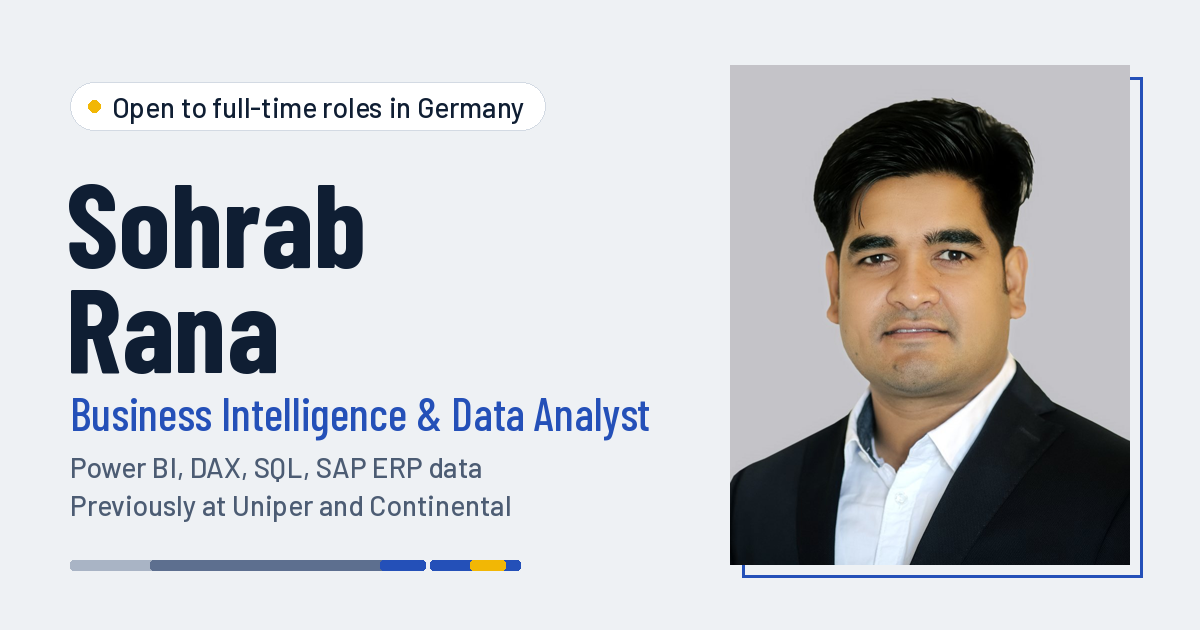 Open to full-time roles in Germany
Sohrab
Rana
Business Intelligence & Data Analyst
Power BI, DAX, SQL, SAP ERP data
Previously at Uniper and Continental